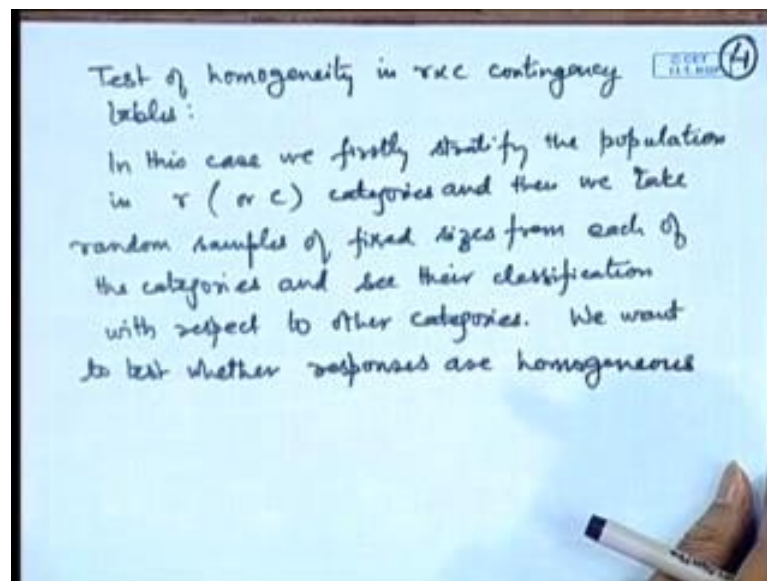 Test of homogeneity in rxc contingency
tables:
In this case we firstly stratify the population
in r (or c) categories and then we take
random samples of fixed sizes from each of
the categories and see their classification
with respect to other categories. We want
to test whether responses are homogeneous